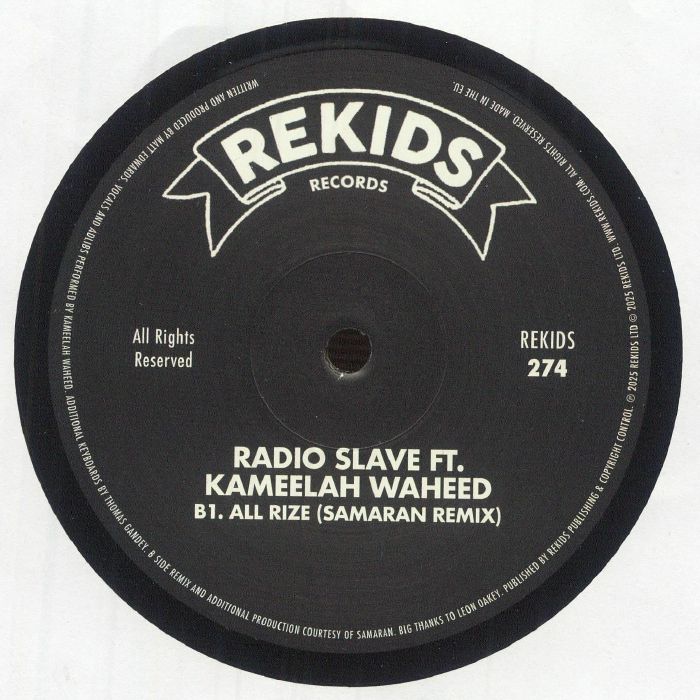 REKIDS
RECORDS
All Rights
Reserved
REKIDS
274
RADIO SLAVE FT.
KAMEELAH WAHEED
B1. ALL RIZE (SAMARAN REMIX)
WRITTEN AND PRODUCED BY MATT EDWARDS. VOCALS AND ADLIBS PERFORMED BY KAMEELAH WAHEED. ADDITIONAL KEYBOARDS BY THOMAS GANDEY. B SIDE REMIX AND ADDITIONAL PRODUCTION COURTESY OF SAMARAN. BIG THANKS TO LEON OAKEY. PUBLISHED BY REKIDS PUBLISHING & COPYRIGHT CONTROL. ℗ 2025 REKIDS LTD © 2025 REKIDS LTD. WWW.REKIDS.COM. ALL RIGHTS RESERVED. MADE IN THE EU.